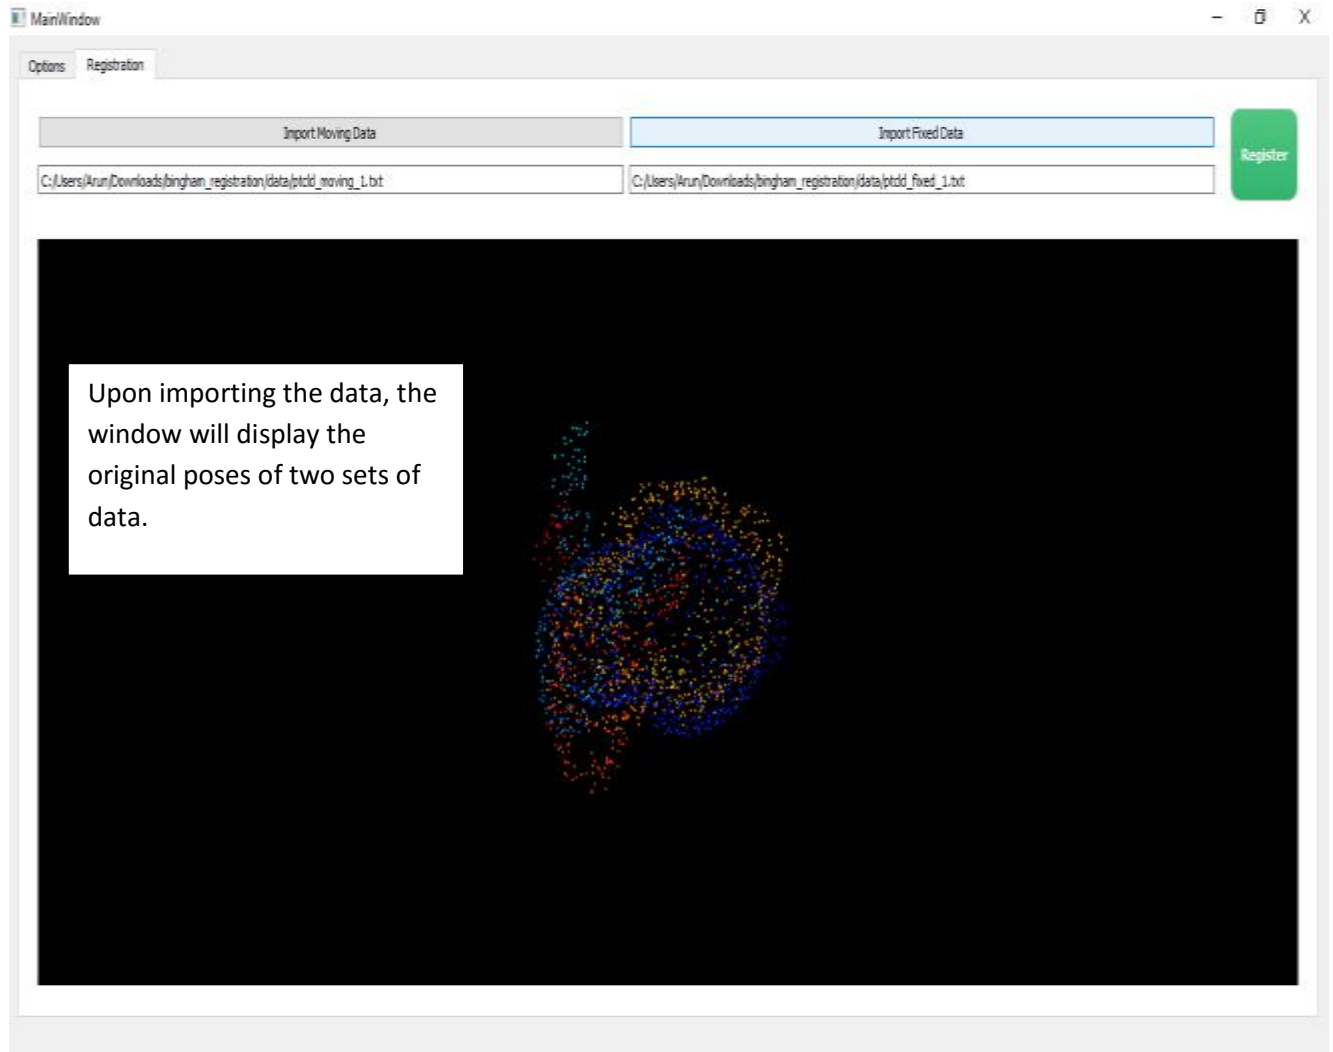 MainWindow
Options Registration
Import Moving Data Import Fixed Data
Register
C:/Users/Arun/Downloads/bingham_registration/data/ptcld_moving_1.txt C:/Users/Arun/Downloads/bingham_registration/data/ptcld_fixed_1.txt
Upon importing the data, the
window will display the
original poses of two sets of
data.